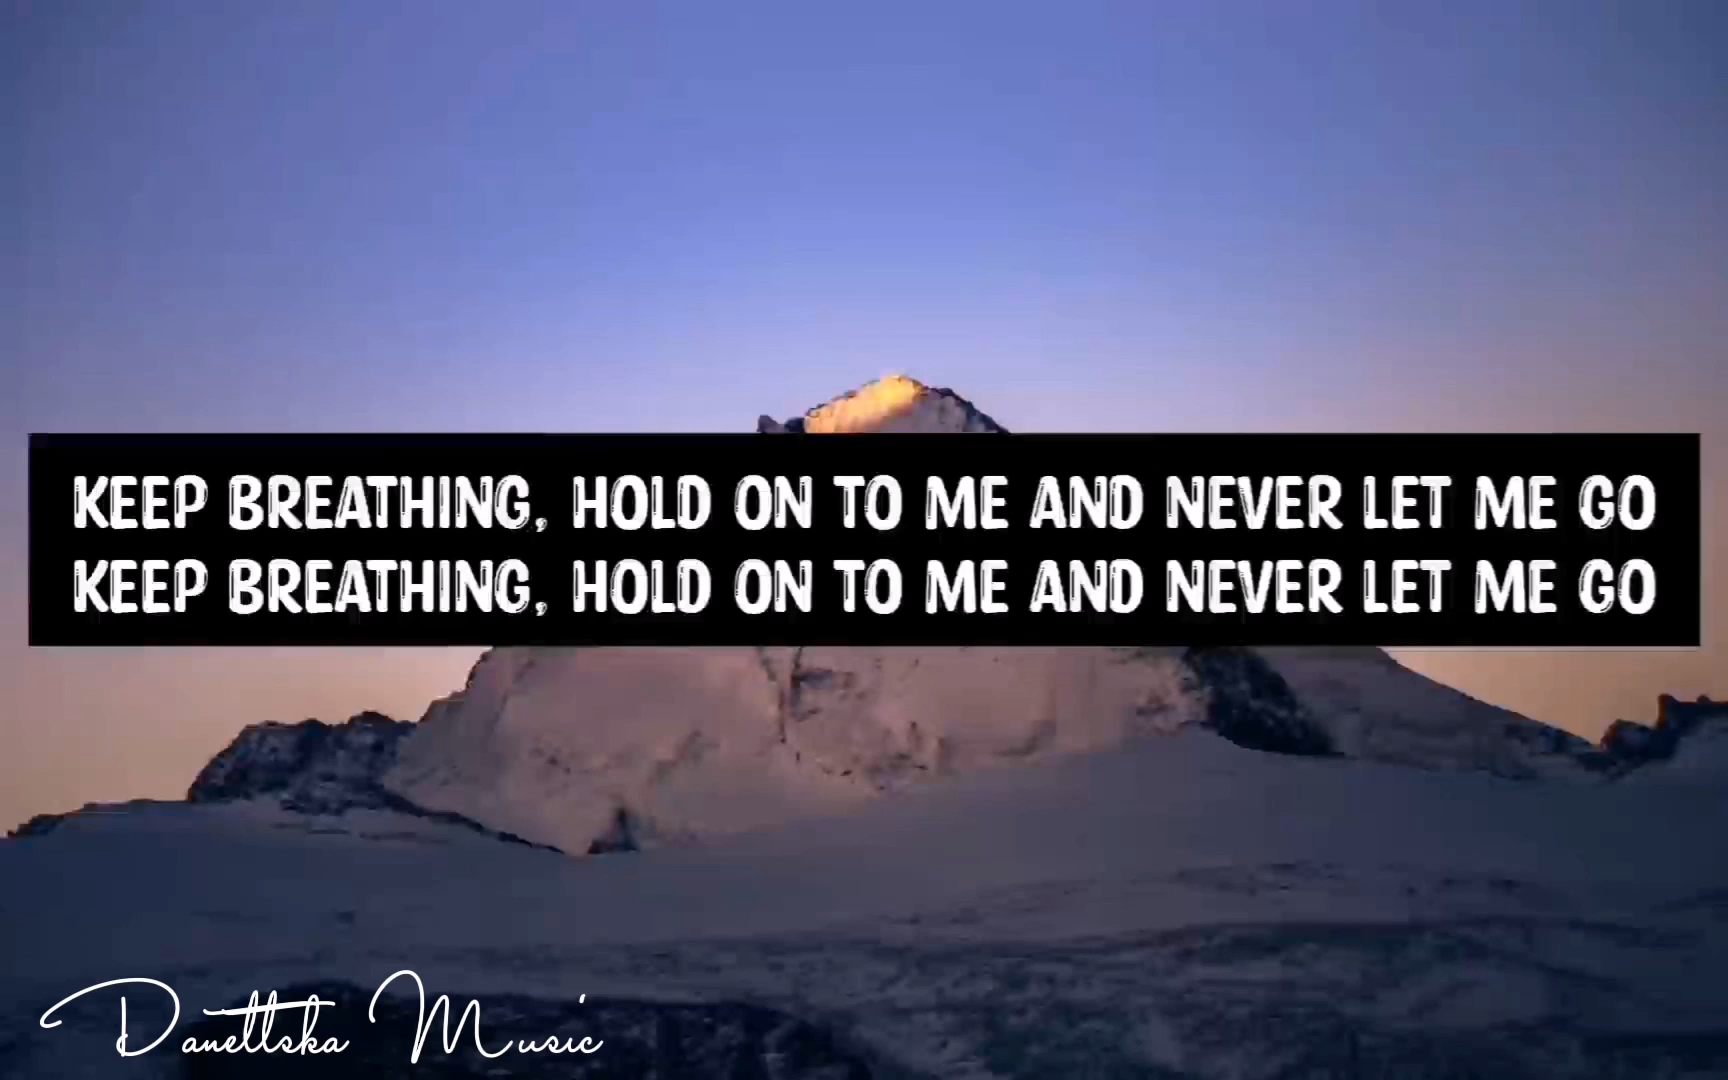 KEEP BREATHING, HOLD ON TO ME AND NEVER LET ME GO
KEEP BREATHING, HOLD ON TO ME AND NEVER LET ME GO
Danettska Music